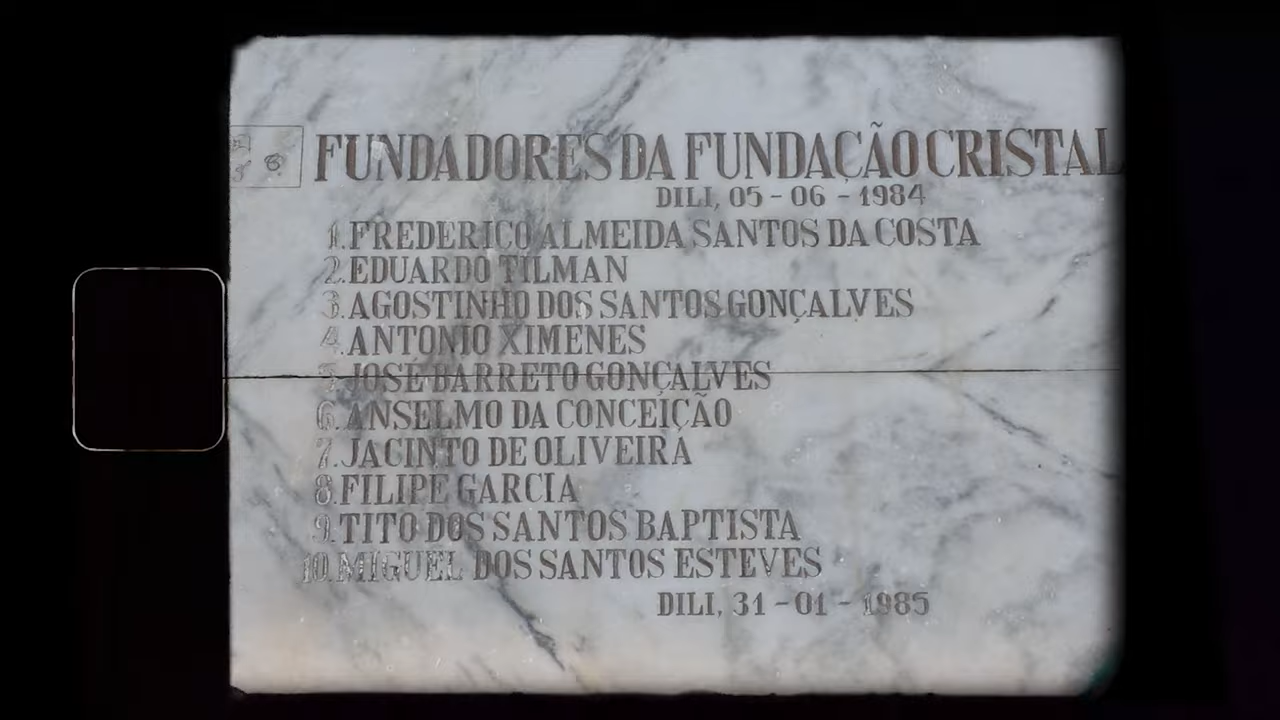 FUNDADORES DA FUNDAÇÃO CRISTAL
DILI, 05 - 06 - 1984
1. FREDERICO ALMEIDA SANTOS DA COSTA
2. EDUARDO TILMAN
3. AGOSTINHO DOS SANTOS GONÇALVES
4. ANTONIO XIMENES
5. JOSÉ BARRETO GONÇALVES
6. ANSELMO DA CONCEIÇÃO
7. JACINTO DE OLIVEIRA
8. FILIPE GARCIA
9. TITO DOS SANTOS BAPTISTA
10. MIGUEL DOS SANTOS ESTEVES
DILI, 31 - 01 - 1985